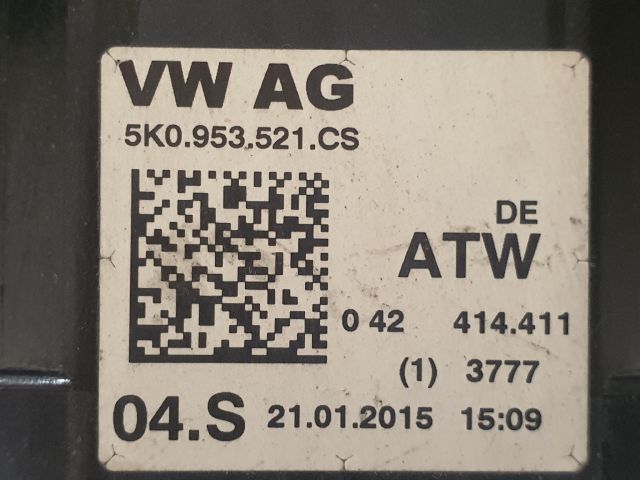 VW AG
5K0.953.521.CS
DE
ATW
0 42 414.411
(1) 3777
04.S 21.01.2015 15:09